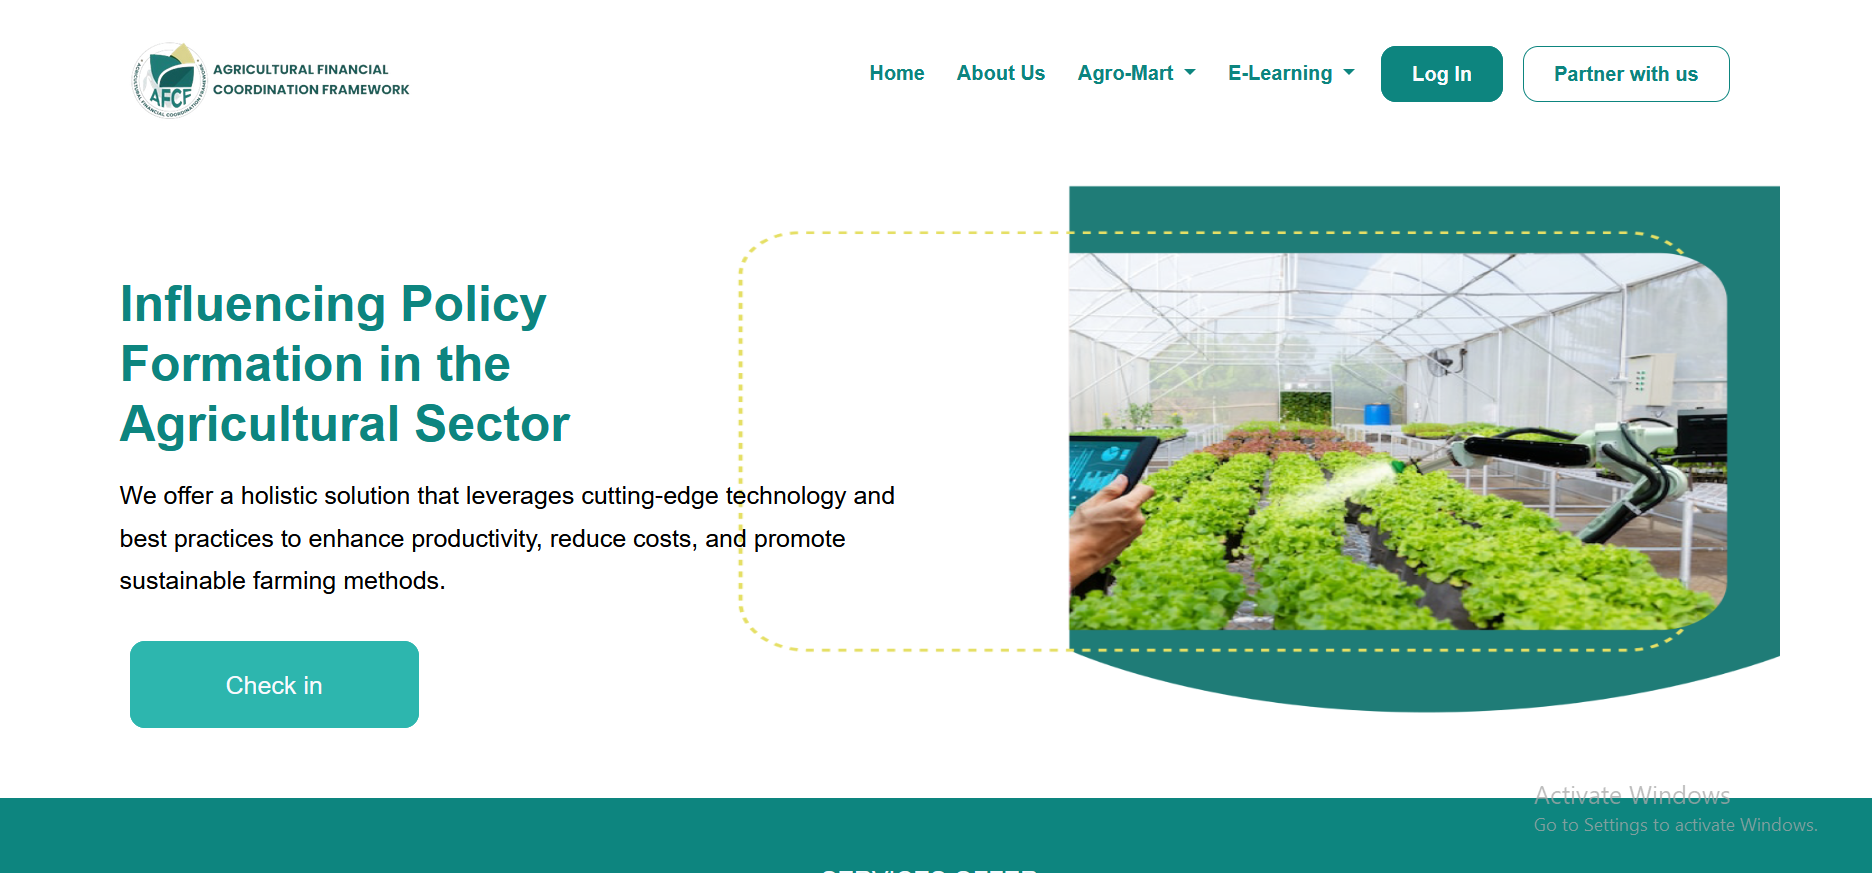 AGRICULTURAL FINANCIAL
COORDINATION FRAMEWORK
AFCF
Home
About Us
Agro-Mart
E-Learning
Log In
Partner with us
Influencing Policy
Formation in the
Agricultural Sector
We offer a holistic solution that leverages cutting-edge technology and
best practices to enhance productivity, reduce costs, and promote
sustainable farming methods.
Check in
Activate Windows
Go to Settings to activate Windows.
SERVICES OFFER